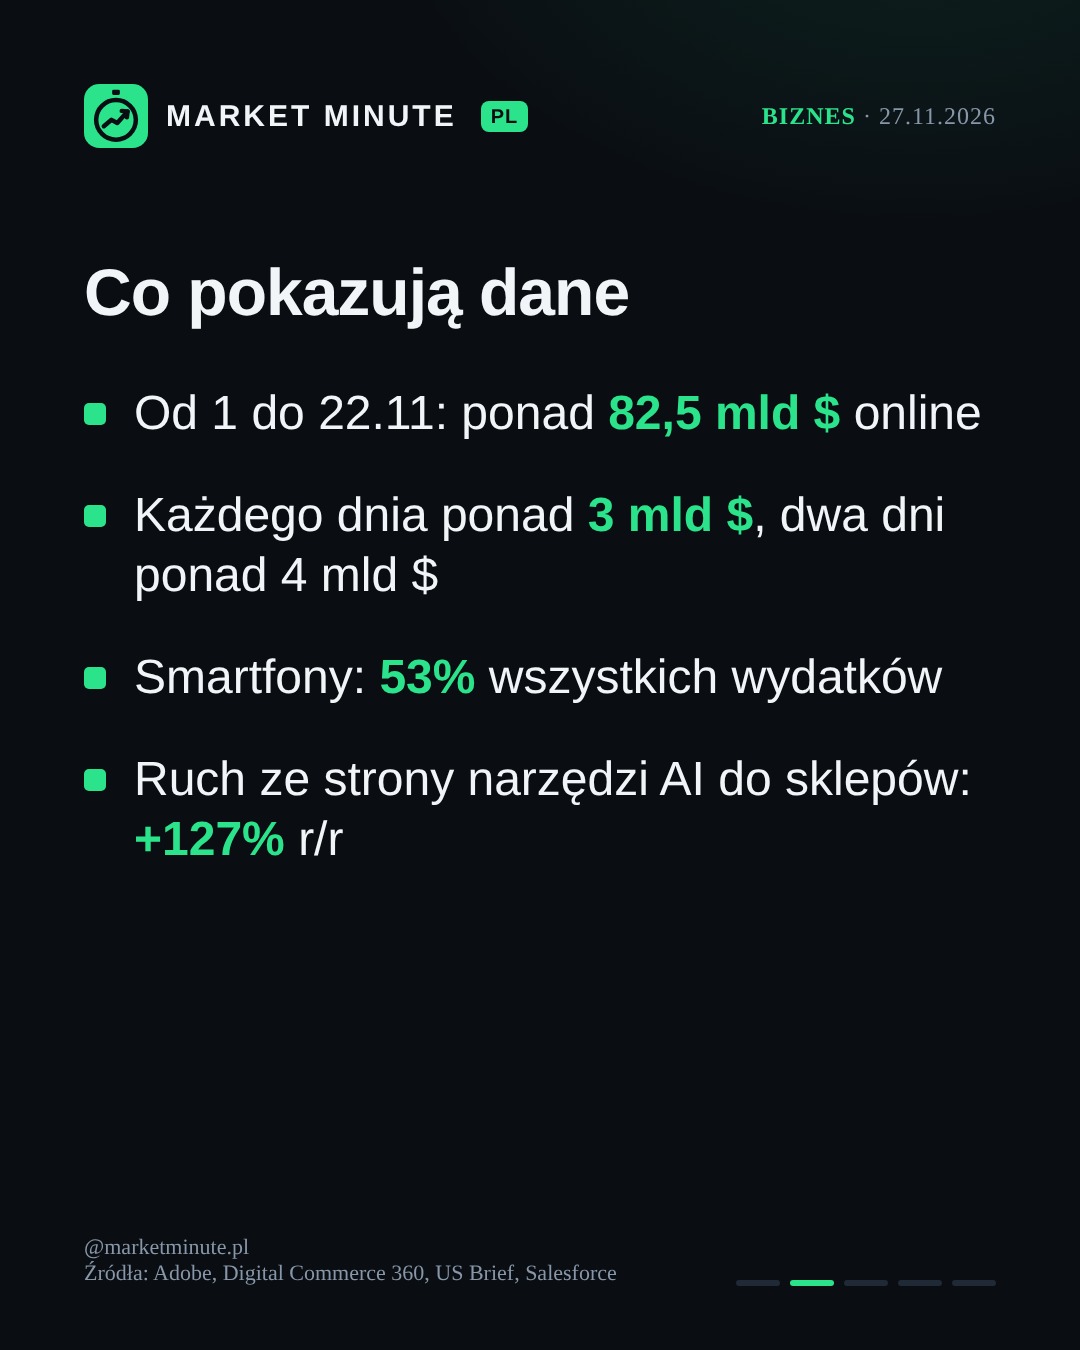 MARKET MINUTE PL
BIZNES · 27.11.2026
Co pokazują dane
Od 1 do 22.11: ponad 82,5 mld $ online
Każdego dnia ponad 3 mld $, dwa dni
ponad 4 mld $
Smartfony: 53% wszystkich wydatków
Ruch ze strony narzędzi AI do sklepów:
+127% r/r
@marketminute.pl
Źródła: Adobe, Digital Commerce 360, US Brief, Salesforce